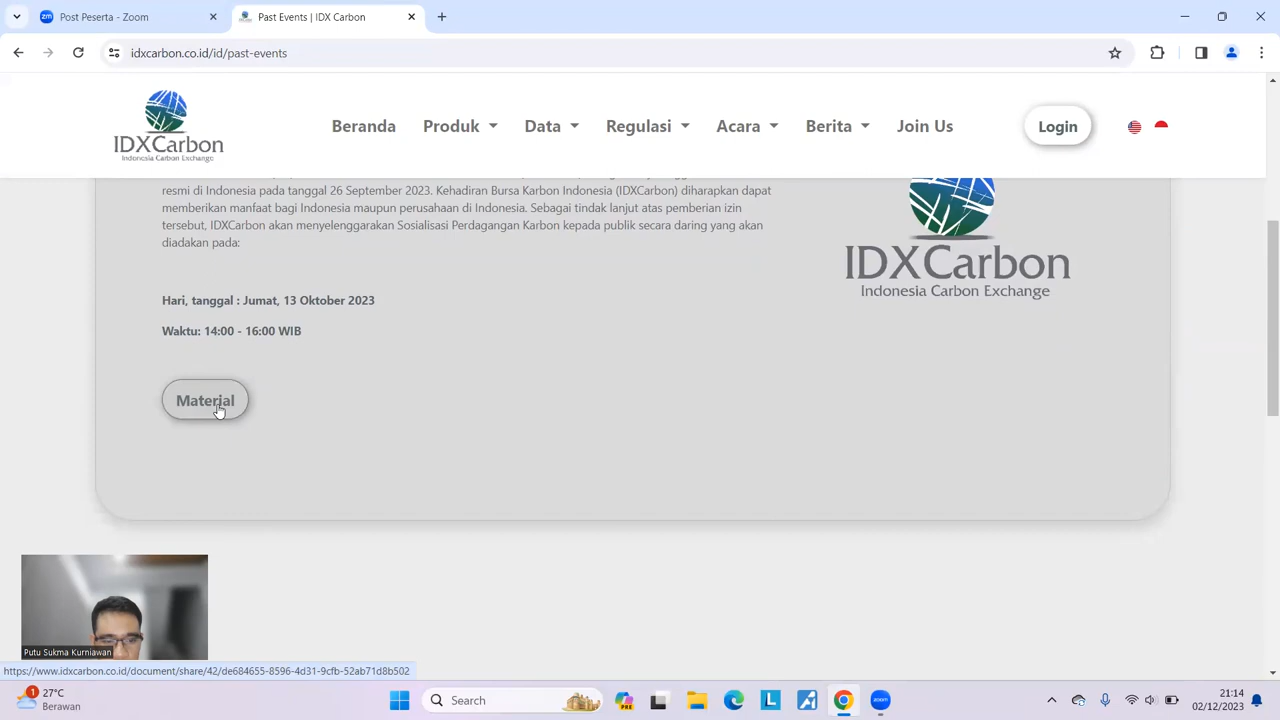 Past Peserta - Zoom
Past Events | IDX Carbon
idxcarbon.co.id/id/past-events
IDXCarbon
Indonesia Carbon Exchange
Beranda
Produk
Data
Regulasi
Acara
Berita
Join Us
Login
resmi di Indonesia pada tanggal 26 September 2023. Kehadiran Bursa Karbon Indonesia (IDXCarbon) diharapkan dapat
memberikan manfaat bagi Indonesia maupun perusahaan di Indonesia. Sebagai tindak lanjut atas pemberian izin
tersebut, IDXCarbon akan menyelenggarakan Sosialisasi Perdagangan Karbon kepada publik secara daring yang akan
diadakan pada:
Hari, tanggal : Jumat, 13 Oktober 2023
Waktu: 14:00 - 16:00 WIB
Material
IDXCarbon
Indonesia Carbon Exchange
Putu Sukma Kurniawan
https://www.idxcarbon.co.id/document/share/42/de684655-8596-4d31-9cfb-52ab71d8b502
1
27°C
Berawan
Search
PRE
L
zoom
21:14
02/12/2023